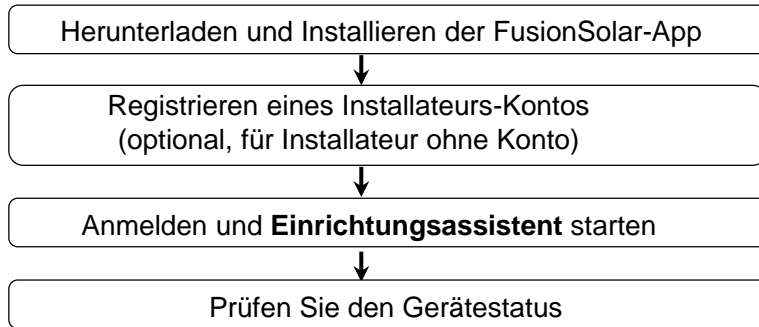 Herunterladen und Installieren der FusionSolar-App
Registrieren eines Installateurs-Kontos
(optional, für Installateur ohne Konto)
Anmelden und Einrichtungsassistent starten
Prüfen Sie den Gerätestatus